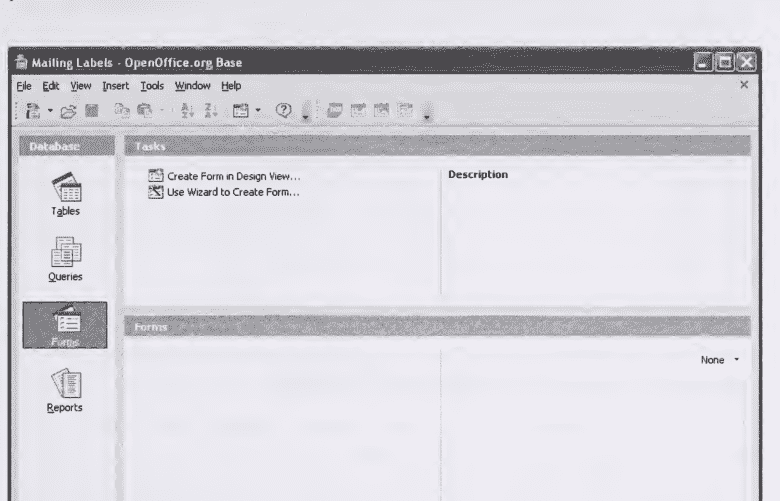 Mailing Labels - OpenOffice.org Base
File Edit View Insert Tools Window Help
Database
Tasks
Create Form in Design View...
Description
Use Wizard to Create Form...
Tables
Queries
Forms
Forms
None
Reports